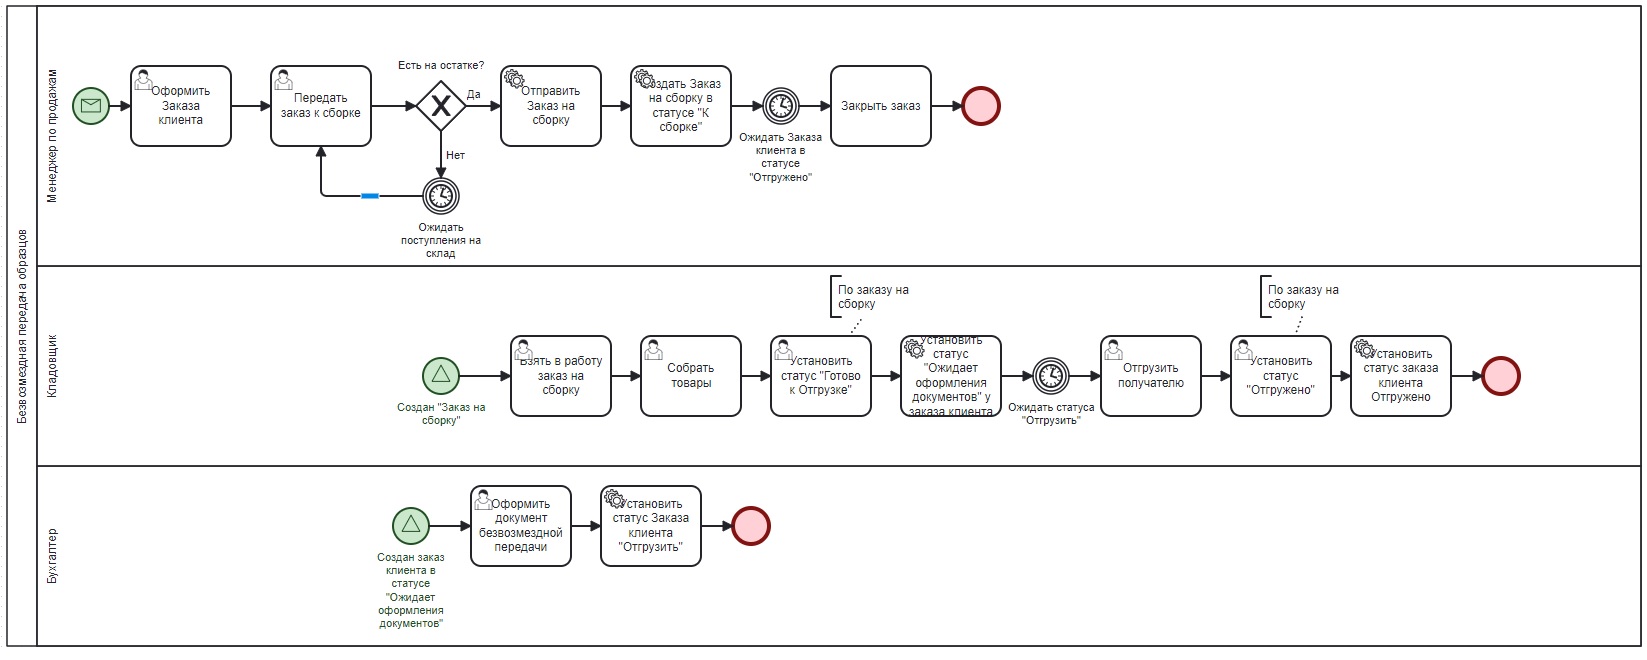 Безвозмездная передача образцов
Менеджер по продажам
Оформить
Заказа
клиента
Передать
заказ к сборке
Есть на остатке?
Да
Нет
Ожидать
поступления на
склад
Отправить
Заказ на
сборку
Создать Заказ
на сборку в
статусе "К
сборке"
Ожидать Заказа
клиента в
статусе
"Отгружено"
Закрыть заказ
Кладовщик
Создан "Заказ на
сборку"
Взять в работу
заказ на
сборку
Собрать
товары
По заказу на
сборку
Установить
статус "Готово
к Отгрузке"
Установить
статус
"Ожидает
оформления
документов" у
заказа клиента
Ожидать статуса
"Отгрузить"
Отгрузить
получателю
По заказу на
сборку
Установить
статус
"Отгружено"
Установить
статус заказа
клиента
Отгружено
Бухгалтер
Создан заказ
клиента в
статусе
"Ожидает
оформления
документов"
Оформить
документ
безвозмездной
передачи
Установить
статус Заказа
клиента
"Отгрузить"